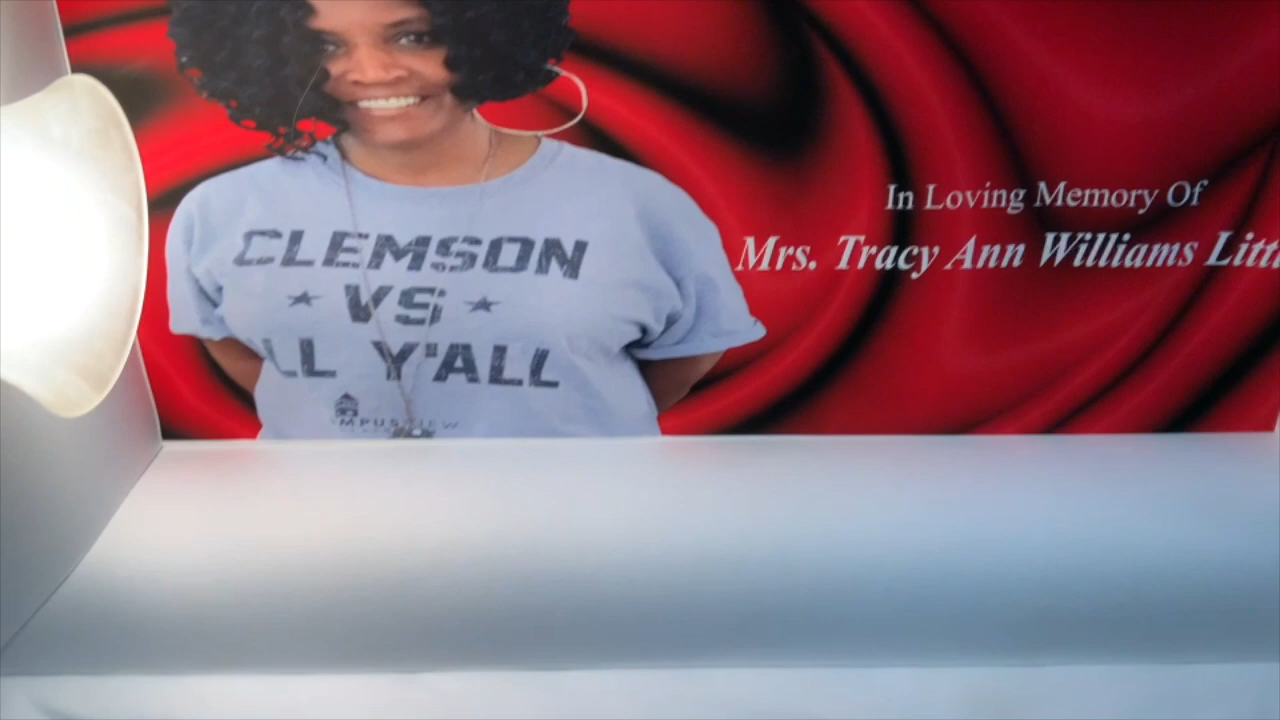 In Loving Memory Of
Mrs. Tracy Ann Williams
CLEMSON
VS
Y'ALL